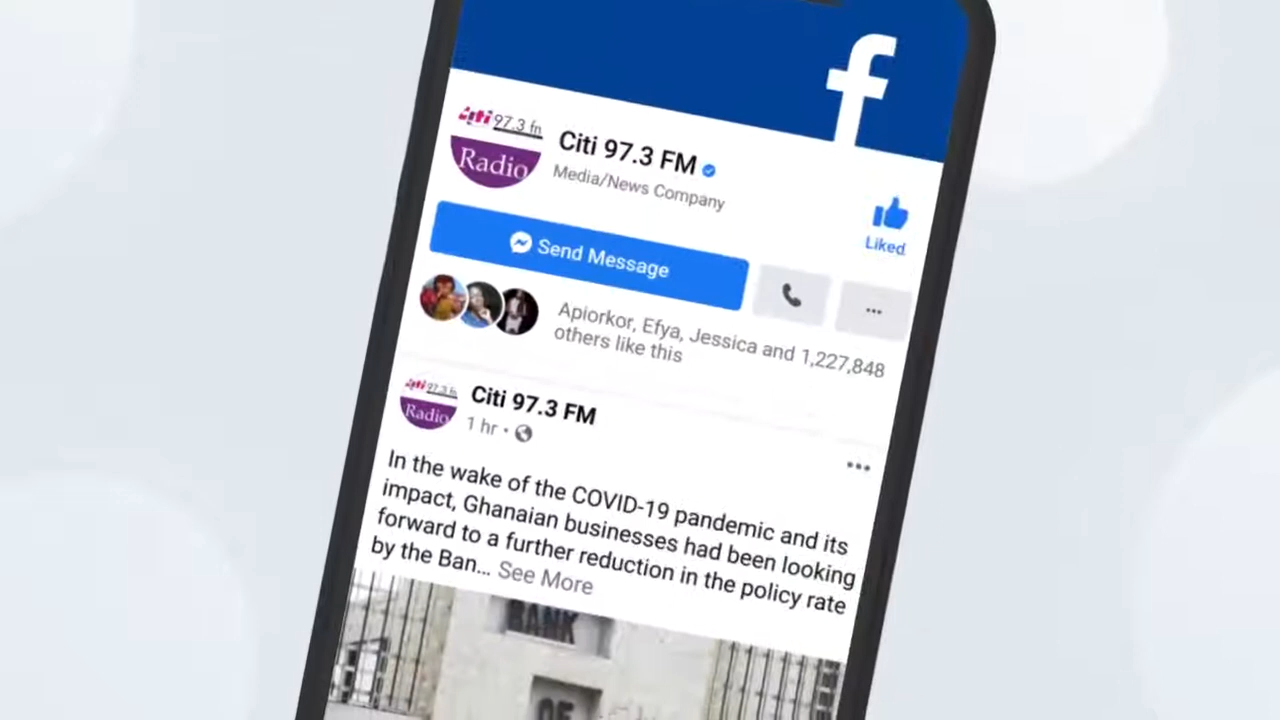 f
citi 97.3 fm
Radio
Citi 97.3 FM
Media/News Company
Liked
Send Message
Apiorkor, Efya, Jessica and 1,227,848
others like this
citi 97.3 fm
Radio
Citi 97.3 FM
1 hr •
In the wake of the COVID-19 pandemic and its
impact, Ghanaian businesses had been looking
forward to a further reduction in the policy rate
by the Ban... See More
BANK
OF